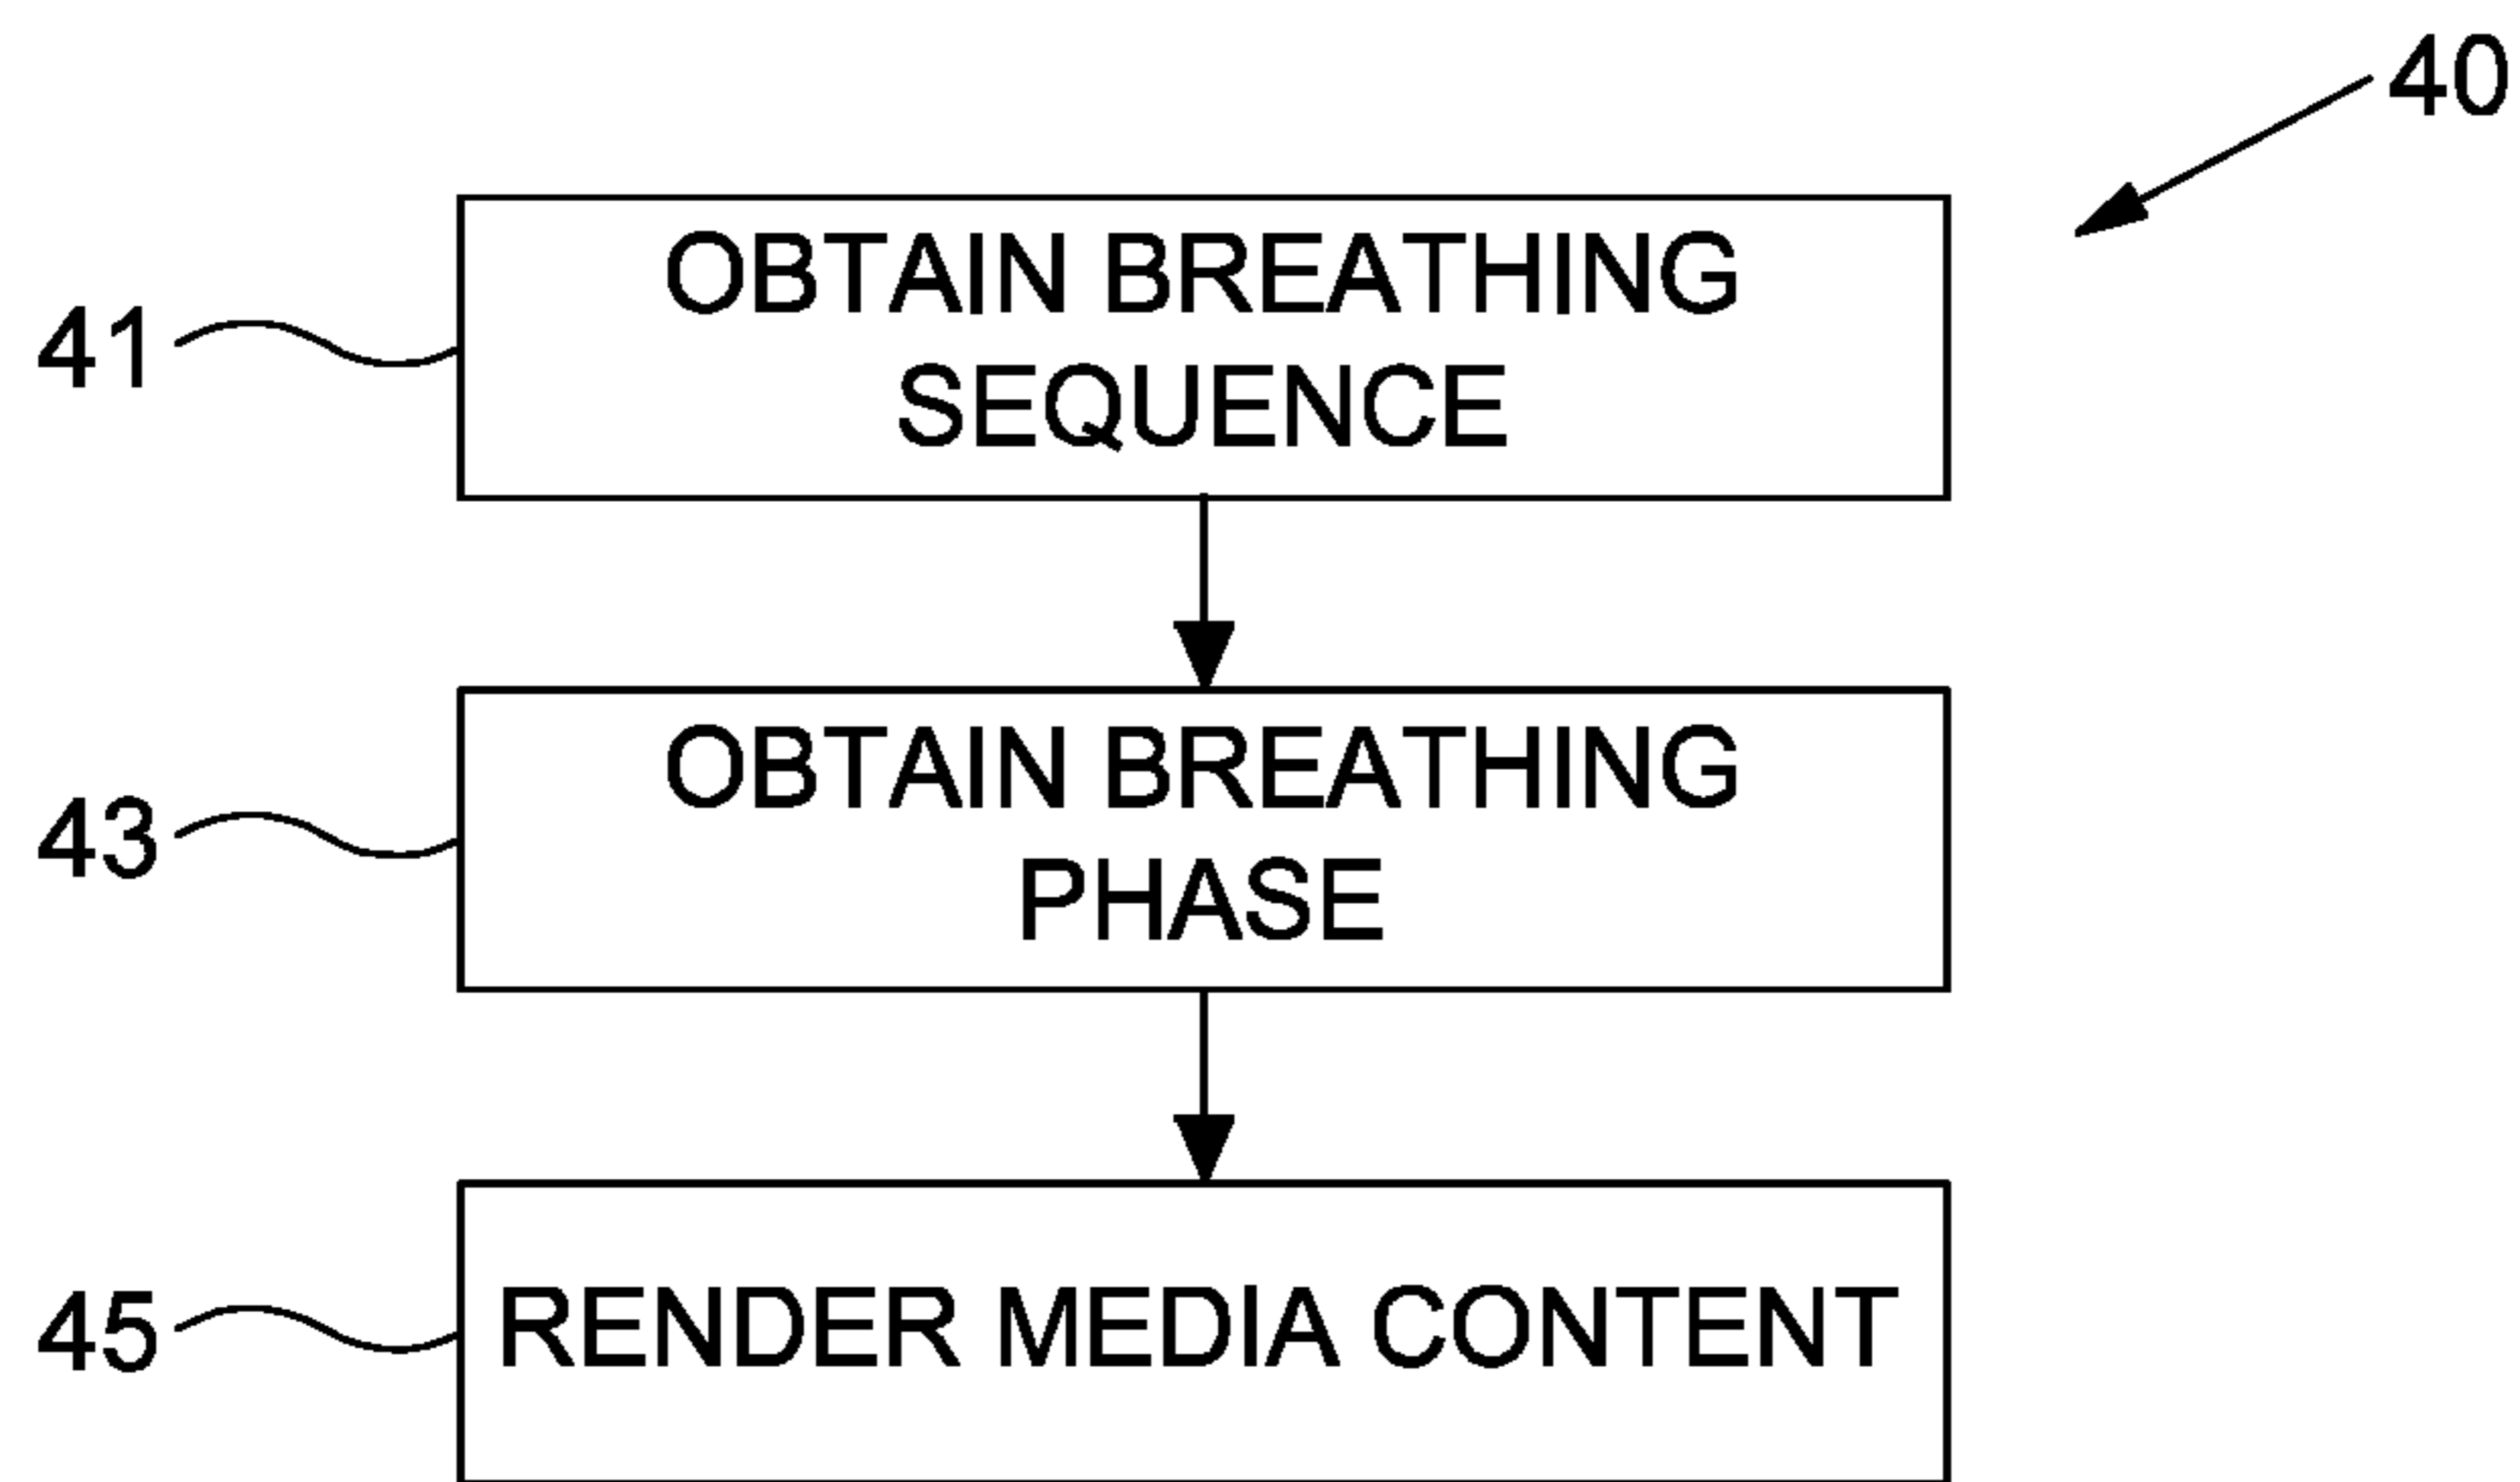 40
41
OBTAIN BREATHING
SEQUENCE
43
OBTAIN BREATHING
PHASE
45
RENDER MEDIA CONTENT